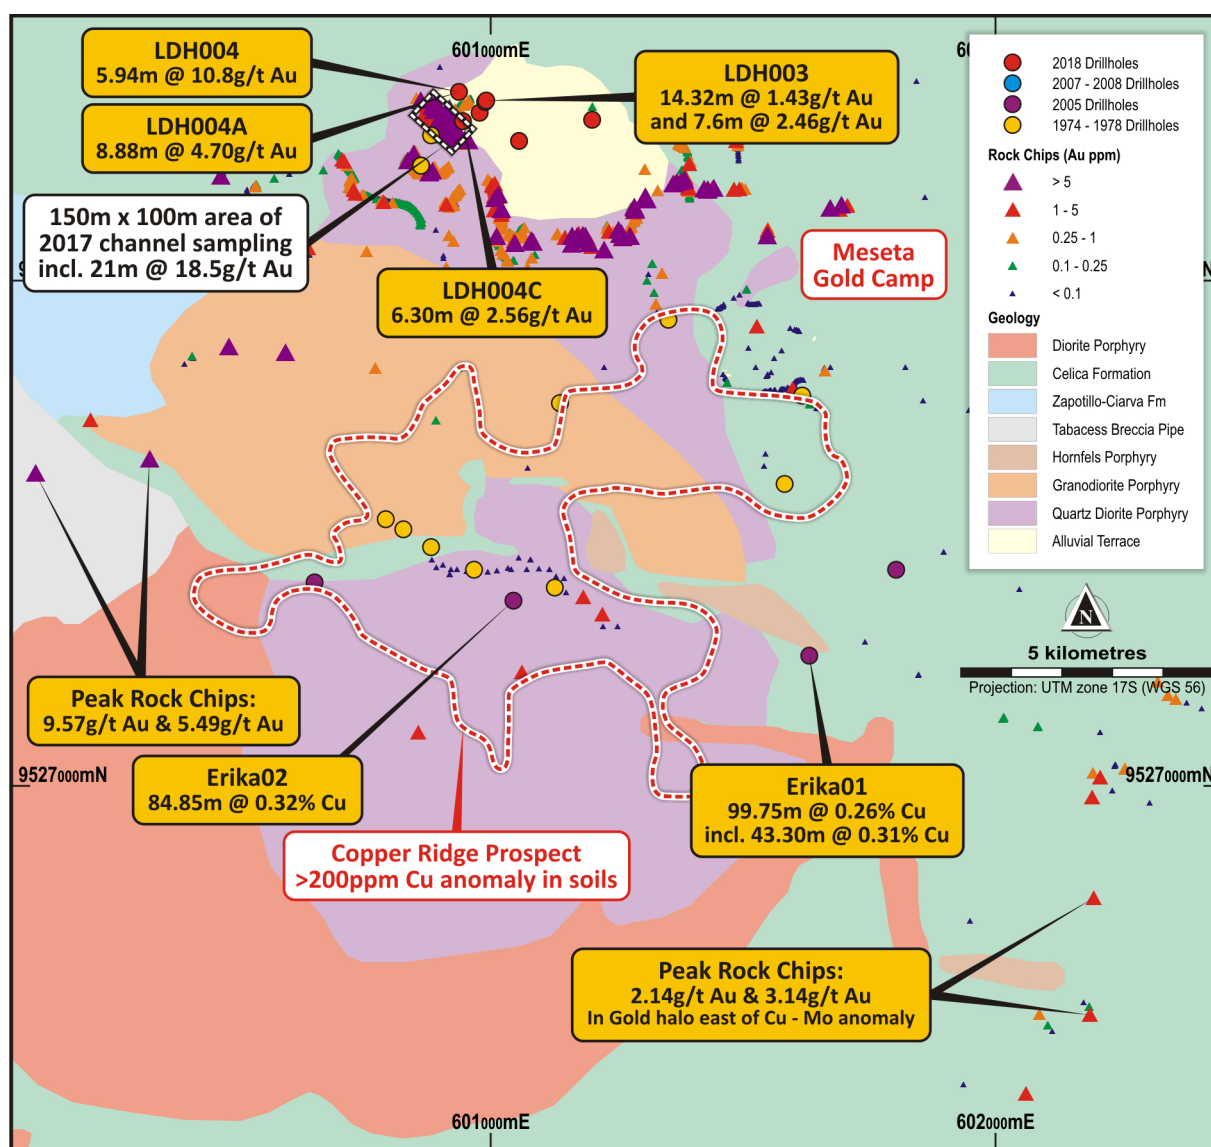 601000mE
LDH004
5.94m @ 10.8g/t Au
LDH003
14.32m @ 1.43g/t Au
and 7.6m @ 2.46g/t Au
LDH004A
8.88m @ 4.70g/t Au
150m x 100m area of
2017 channel sampling
incl. 21m @ 18.5g/t Au
LDH004C
6.30m @ 2.56g/t Au
Meseta
Gold Camp
2018 Drillholes
2007 - 2008 Drillholes
2005 Drillholes
1974 - 1978 Drillholes
Rock Chips (Au ppm)
> 5
1 - 5
0.25 - 1
0.1 - 0.25
< 0.1
Geology
Diorite Porphyry
Celica Formation
Zapotillo-Ciarva Fm
Tabacess Breccia Pipe
Hornfels Porphyry
Granodiorite Porphyry
Quartz Diorite Porphyry
Alluvial Terrace
N
5 kilometres
Projection: UTM zone 17S (WGS 56)
Peak Rock Chips:
9.57g/t Au & 5.49g/t Au
Erika02
84.85m @ 0.32% Cu
9527000mN
9527000mN
Erika01
99.75m @ 0.26% Cu
incl. 43.30m @ 0.31% Cu
Copper Ridge Prospect
>200ppm Cu anomaly in soils
Peak Rock Chips:
2.14g/t Au & 3.14g/t Au
In Gold halo east of Cu - Mo anomaly
601000mE
602000mE